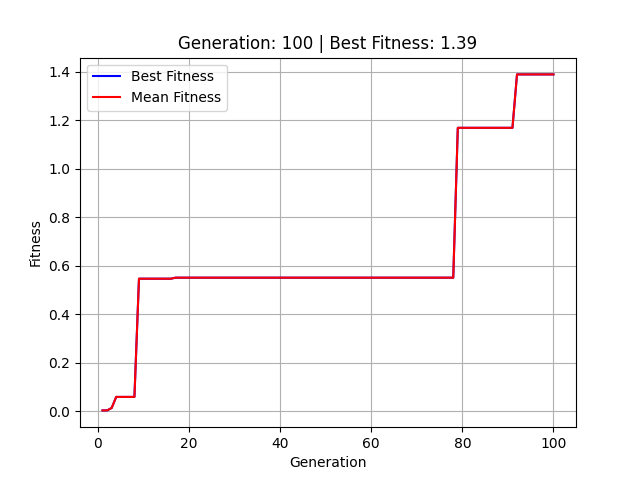 Generation: 100 | Best Fitness: 1.39
Best Fitness
Mean Fitness
1.4
1.2
1.0
0.8
0.6
0.4
0.2
0.0
Fitness
0 20 40 60 80 100
Generation